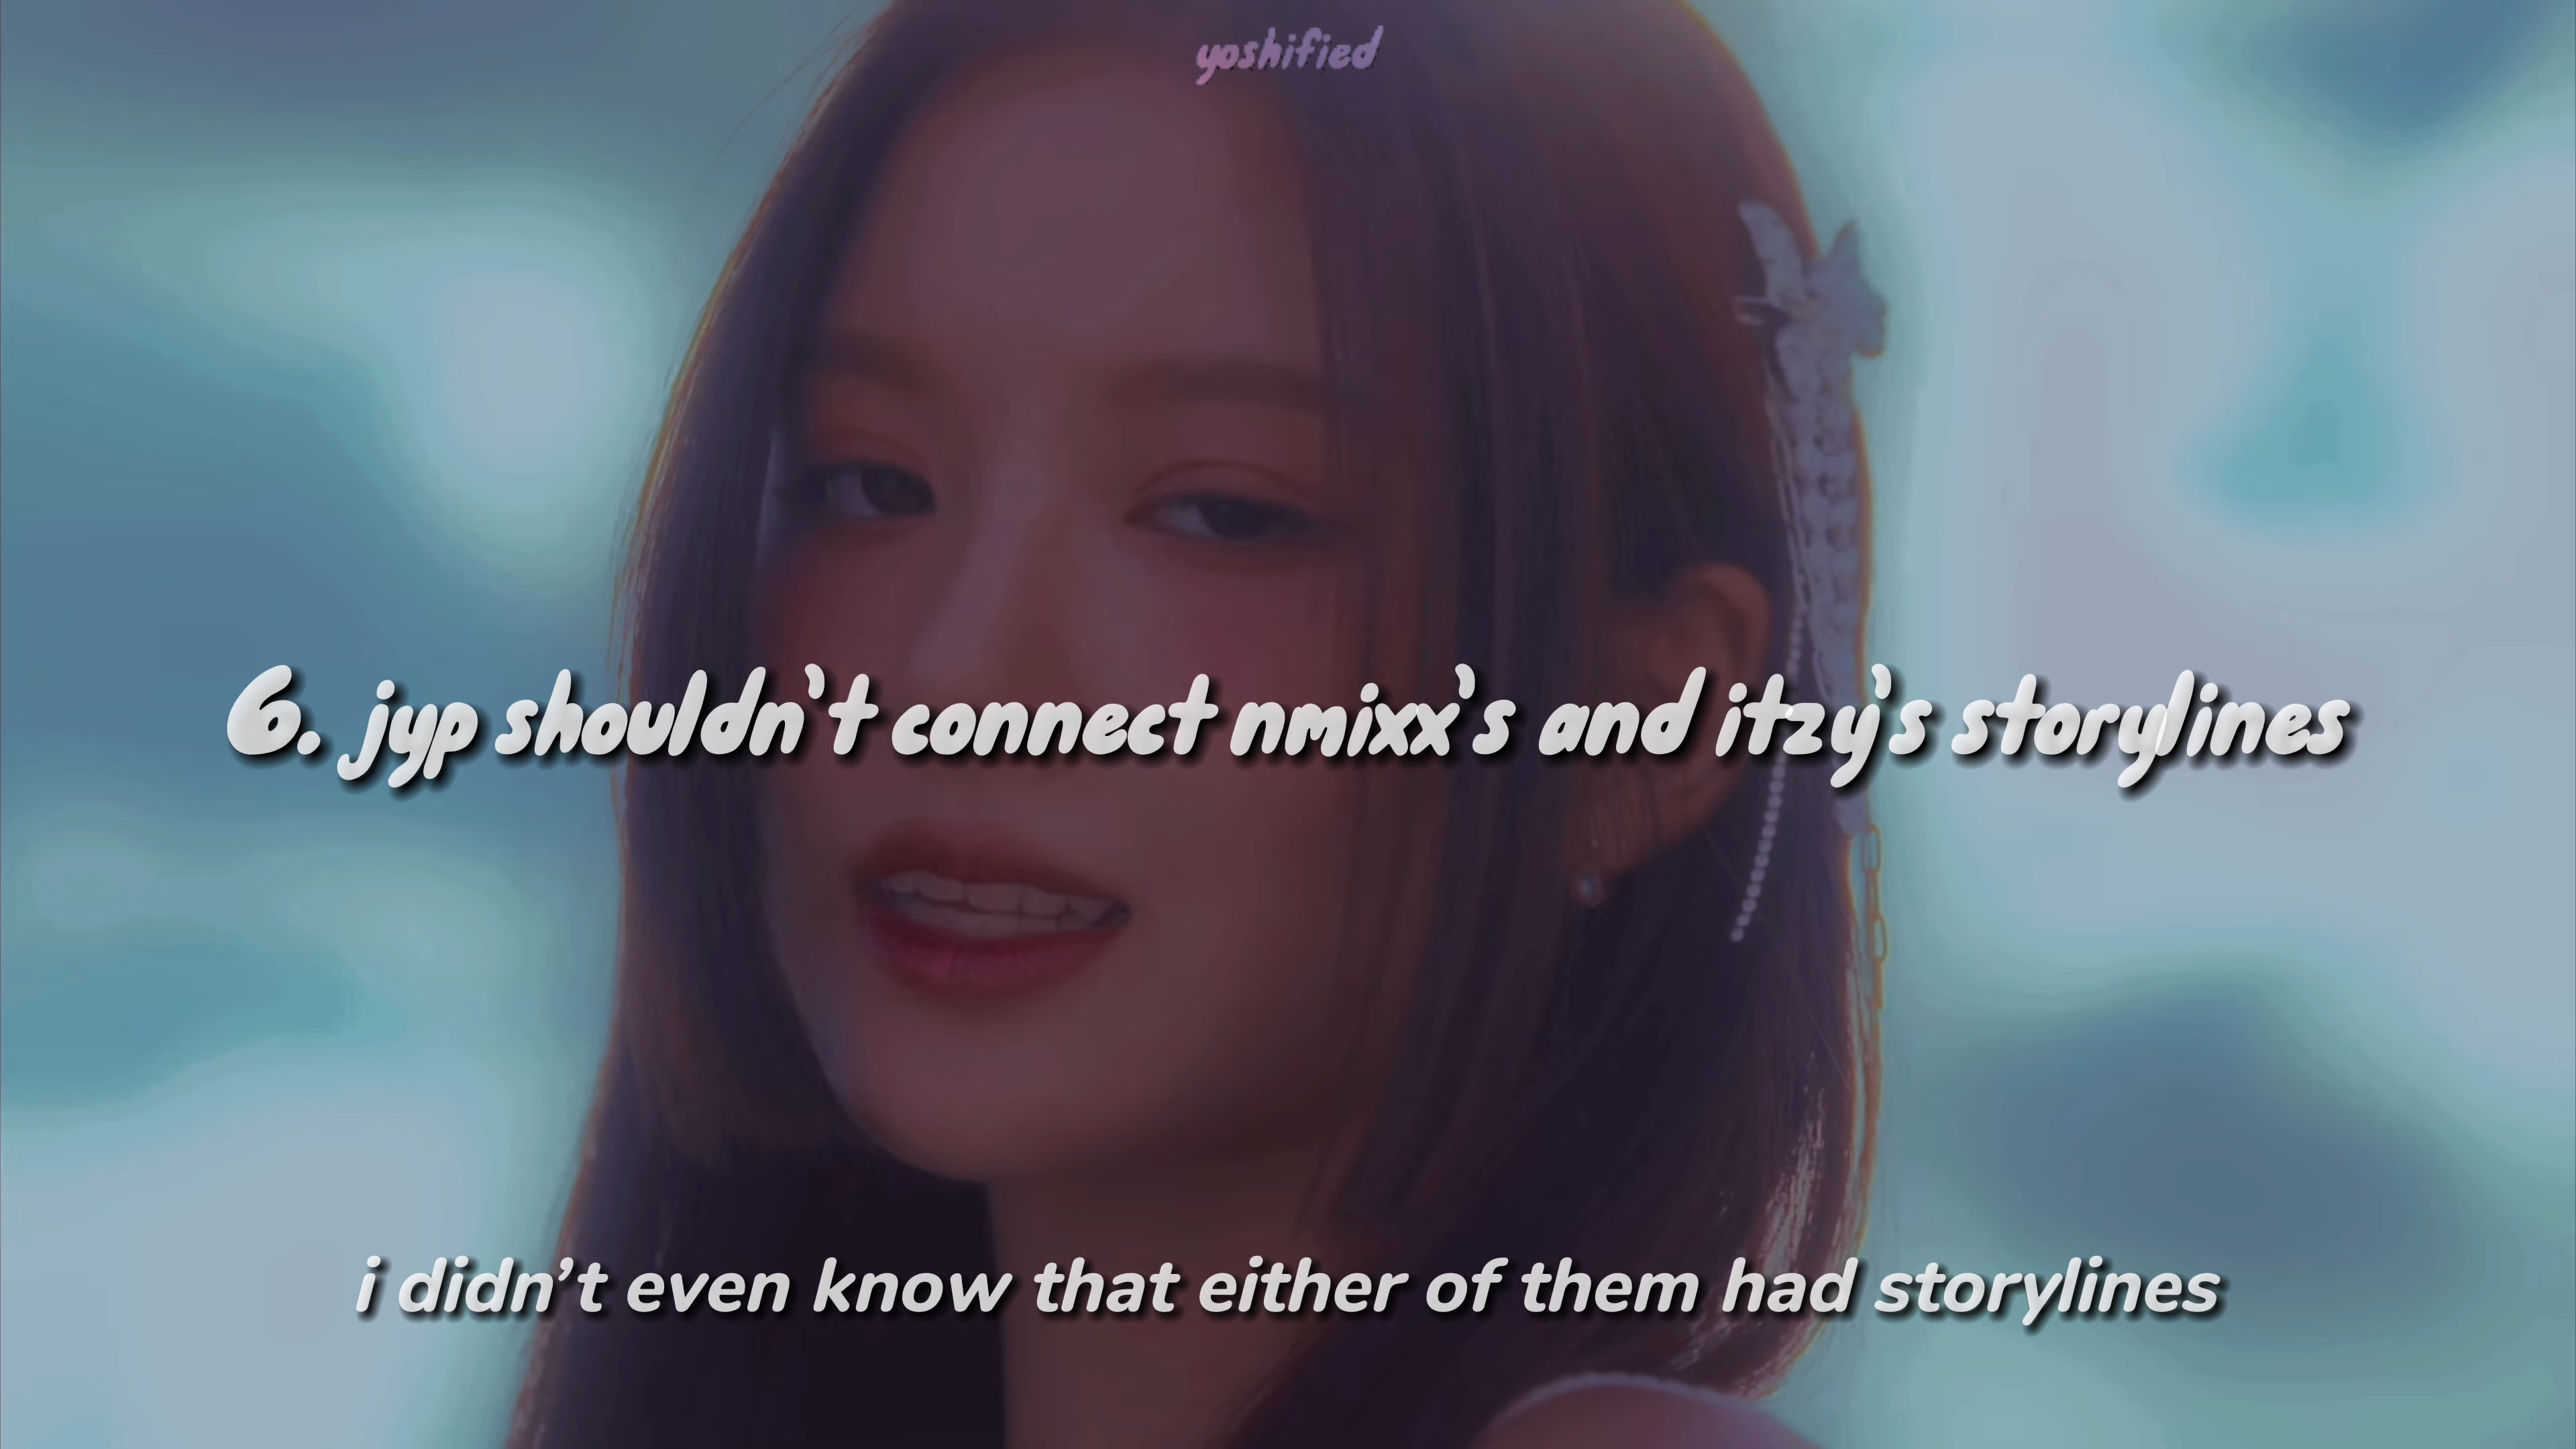 yoshified
6. jyp shouldn't connect nmixx's and itzy's storylines
i didn't even know that either of them had storylines